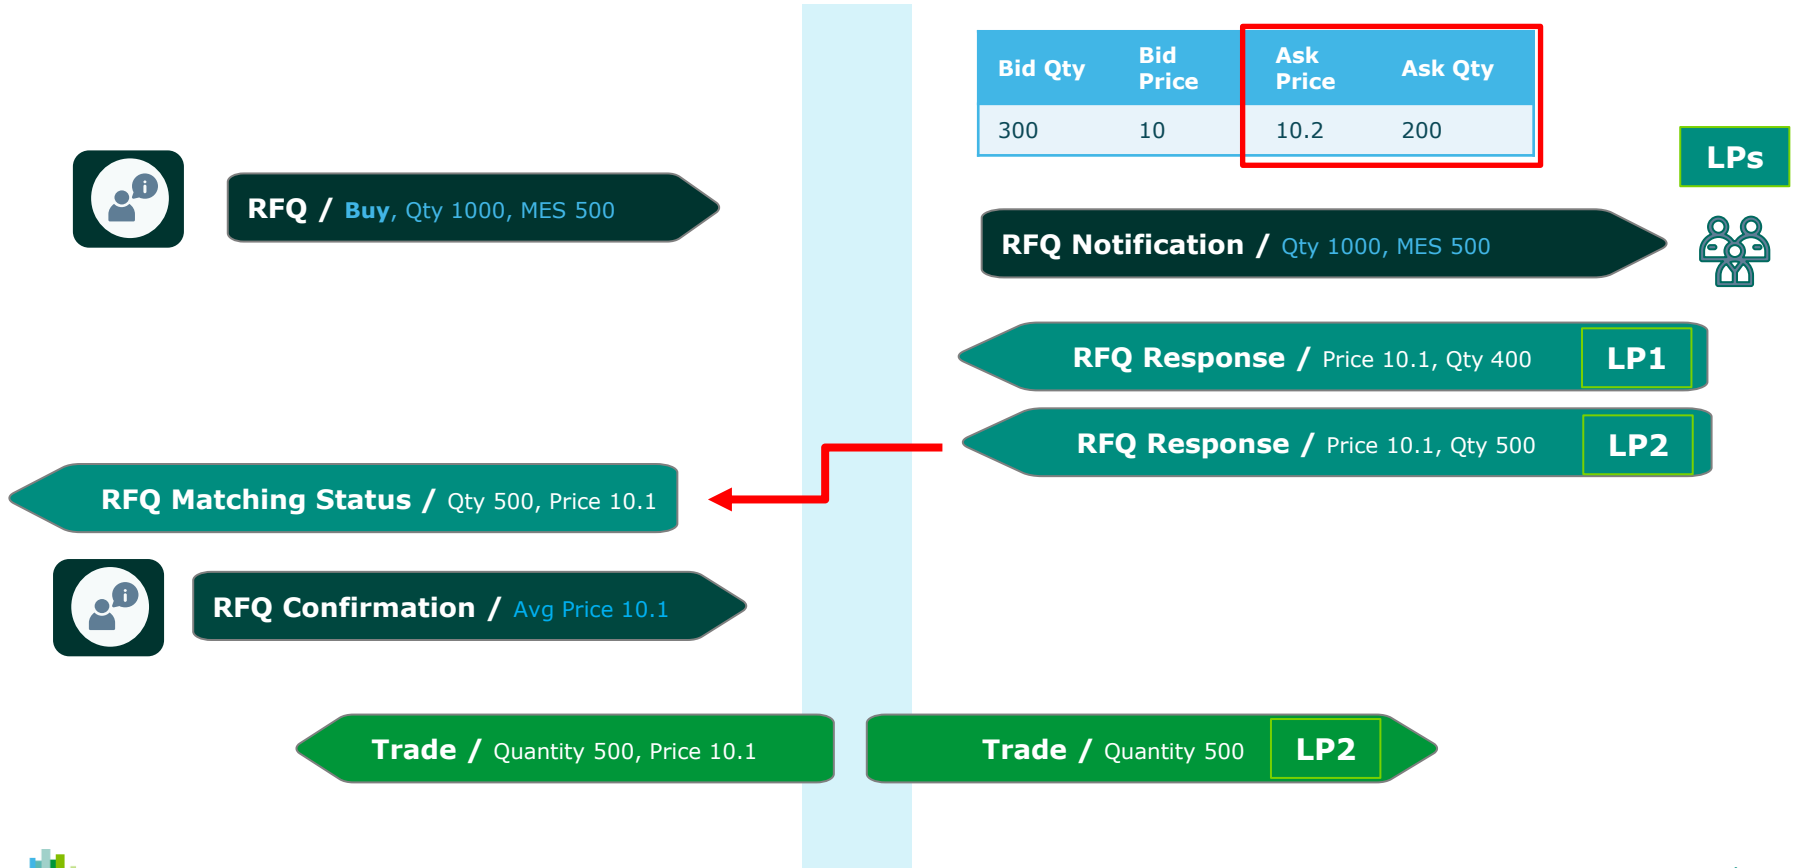 Bid Qty Bid Price Ask Price Ask Qty
300 10 10.2 200
LPs
RFQ / Buy, Qty 1000, MES 500
RFQ Notification / Qty 1000, MES 500
RFQ Response / Price 10.1, Qty 400 LP1
RFQ Response / Price 10.1, Qty 500 LP2
RFQ Matching Status / Qty 500, Price 10.1
RFQ Confirmation / Avg Price 10.1
Trade / Quantity 500, Price 10.1
Trade / Quantity 500 LP2